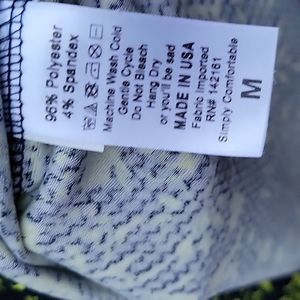 96% Polyester
4% Spandex
Machine Wash Cold
Gentle Cycle
Do Not Bleach
Hang Dry
or you'll be sad
MADE IN USA
Fabric Imported
RN# 142161
Simply Comfortable
M